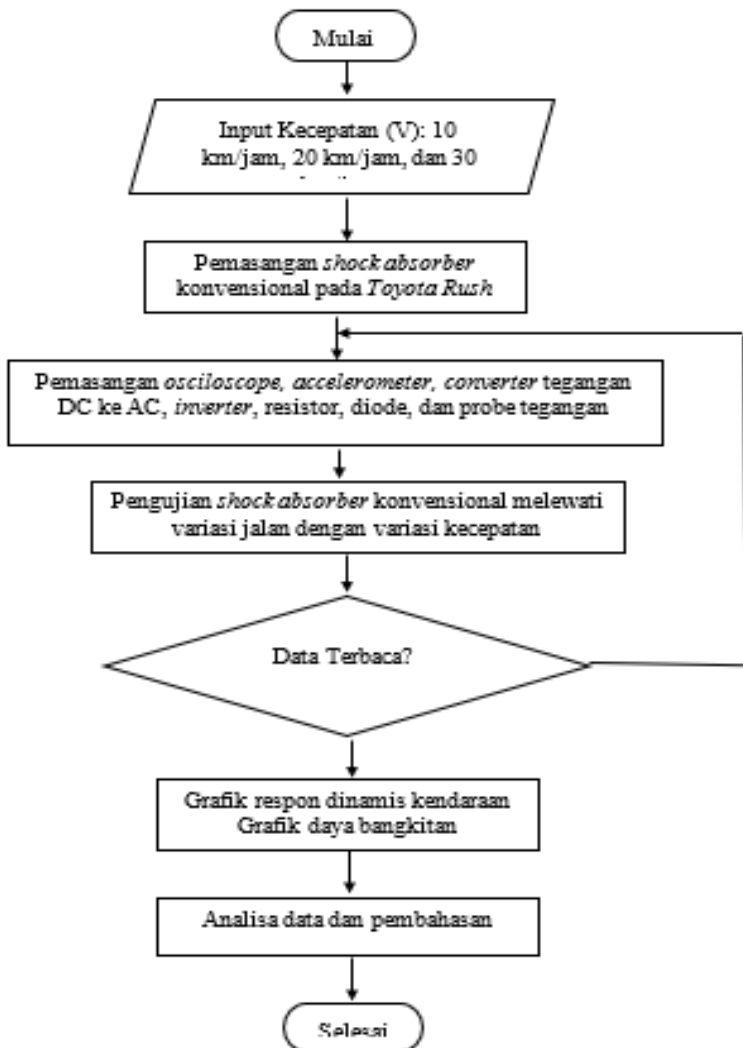 Mulai
Input Kecepatan (V): 10
km/jam, 20 km/jam, dan 30
Pemasangan shock absorber
konvensional pada Toyota Rush
Pemasangan osciloscope, accelerometer, converter tegangan
DC ke AC, inverter, resistor, diode, dan probe tegangan
Pengujian shock absorber konvensional melewati
variasi jalan dengan variasi kecepatan
Data Terbaca?
Grafik respon dinamis kendaraan
Grafik daya bangkitan
Analisa data dan pembahasan
Selesai